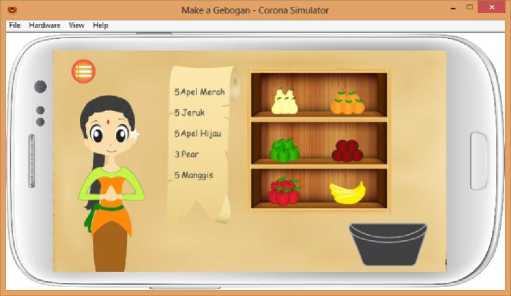 Make a Gebogan - Corona Simulator
File Hardware View Help
5 Apel Merah
5 Jeruk
5 Apel Hijau
3 Pear
5 Manggis